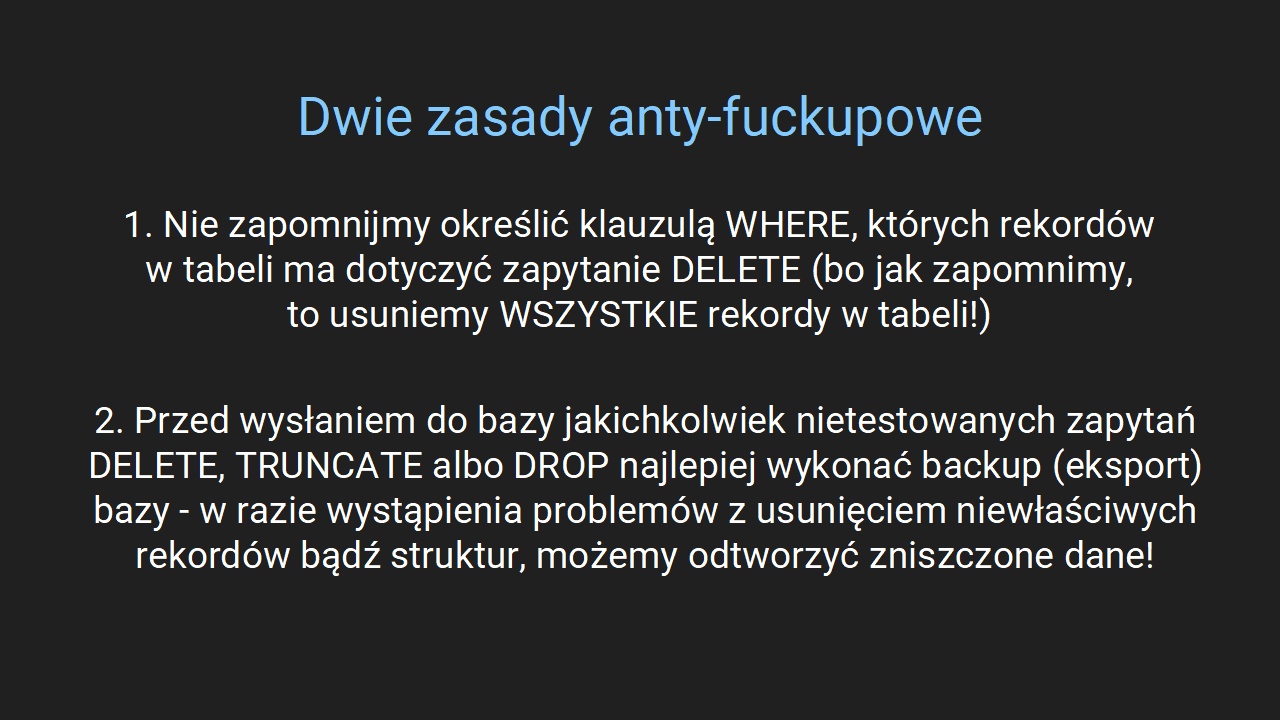 Dwie zasady anty-fuckupowe
1. Nie zapomnijmy określić klauzulą WHERE, których rekordów
w tabeli ma dotyczyć zapytanie DELETE (bo jak zapomnimy,
to usuniemy WSZYSTKIE rekordy w tabeli!)
2. Przed wysłaniem do bazy jakichkolwiek nietestowanych zapytań
DELETE, TRUNCATE albo DROP najlepiej wykonać backup (eksport)
bazy - w razie wystąpienia problemów z usunięciem niewłaściwych
rekordów bądź struktur, możemy odtworzyć zniszczone dane!